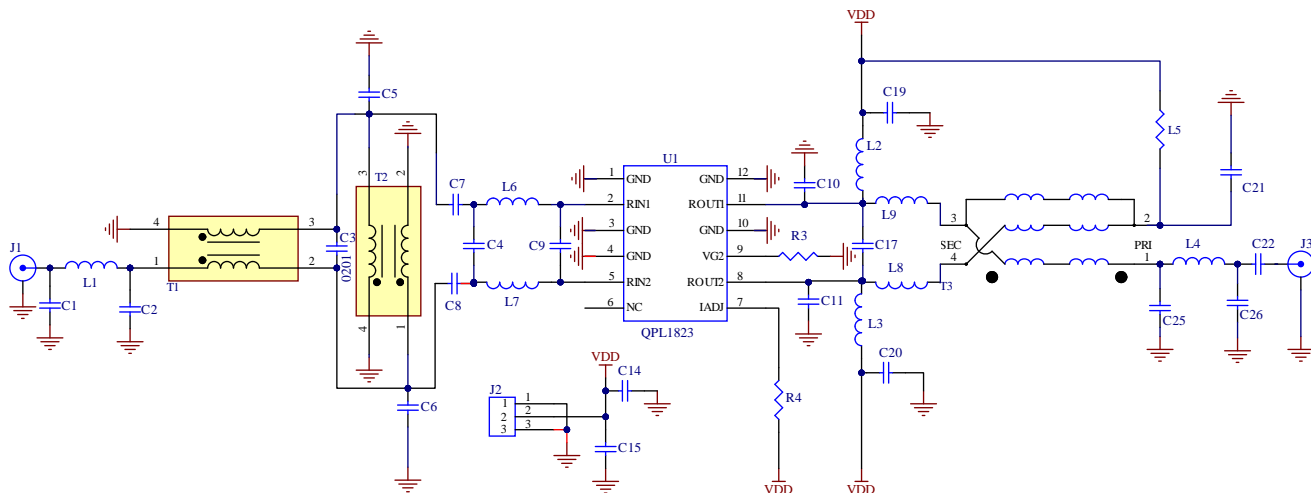 VDD
C5
C19
L5
L2
3
T2
2
U1
C7
L6
1
GND
GND
12
C10
C21
2
RIN1
ROUT1
11
L9
4
3
3
GND
GND
10
3
2
J1
C3
C4
C9
R3
C17
SEC
PRI
L4
C22
J3
4
GND
VG2
9
1
2
0201
L8
4
1
L1
T1
C8
L7
5
RIN2
ROUT2
8
T3
C1
C2
6
NC
IADJ
7
C11
C25
C26
4
1
QPL1823
L3
VDD
C14
C20
J2
1
1
2
2
3
3
R4
C6
C15
VDD
VDD